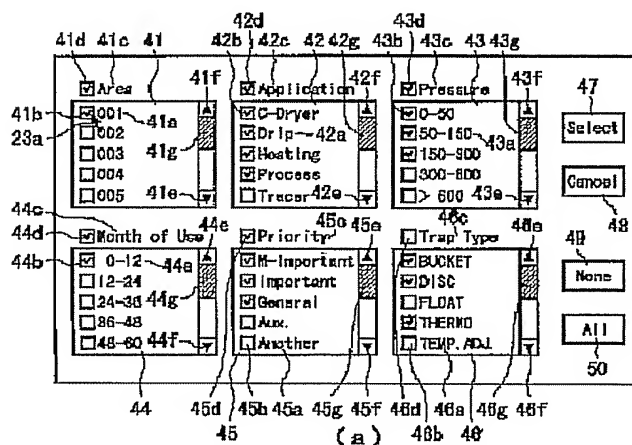 42d 43d
41d 41c 41 42b 42c 42 42g 43b 43c 43 43g
Area 41f Application 42f Pressure 43f 47
41b 001 41a C-Dryer 0-50
23a 002 Drip 42a 50-150 Select
003 41g Hosting 150-300 43a
004 Process 300-600 Cancel
005 41e Tracer 42e > 600 43e 48
44c 44e 45c 46c
44d Month of Use Priority 45e Trap Type 46e 49
44b 0-12 44a M-Important BUCKET
12-24 44g Important DISC None
24-36 General FLOAT
36-48 Aux. THERMO All
48-60 44f Another TEMP.ADJ. 50
44 45d 45b 45a 45g 45f 46d 46a 46g 46f
45 46b 46
(a)